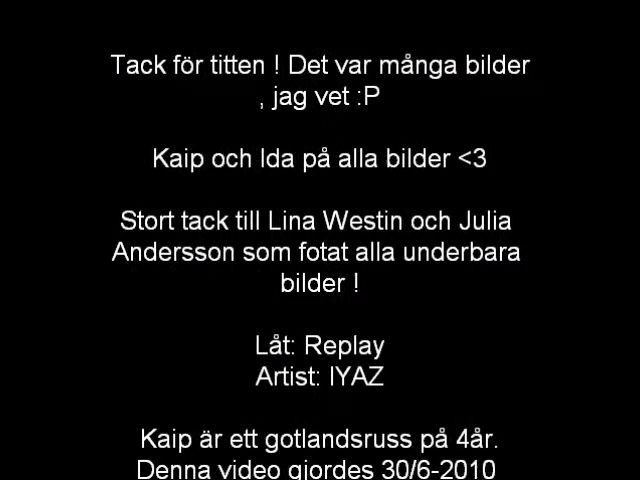 Tack för titten ! Det var många bilder
, jag vet :P
Kaip och Ida på alla bilder <3
Stort tack till Lina Westin och Julia
Andersson som fotat alla underbara
bilder !
Låt: Replay
Artist: IYAZ
Kaip är ett gotlandsruss på 4år.
Denna video gjordes 30/6-2010